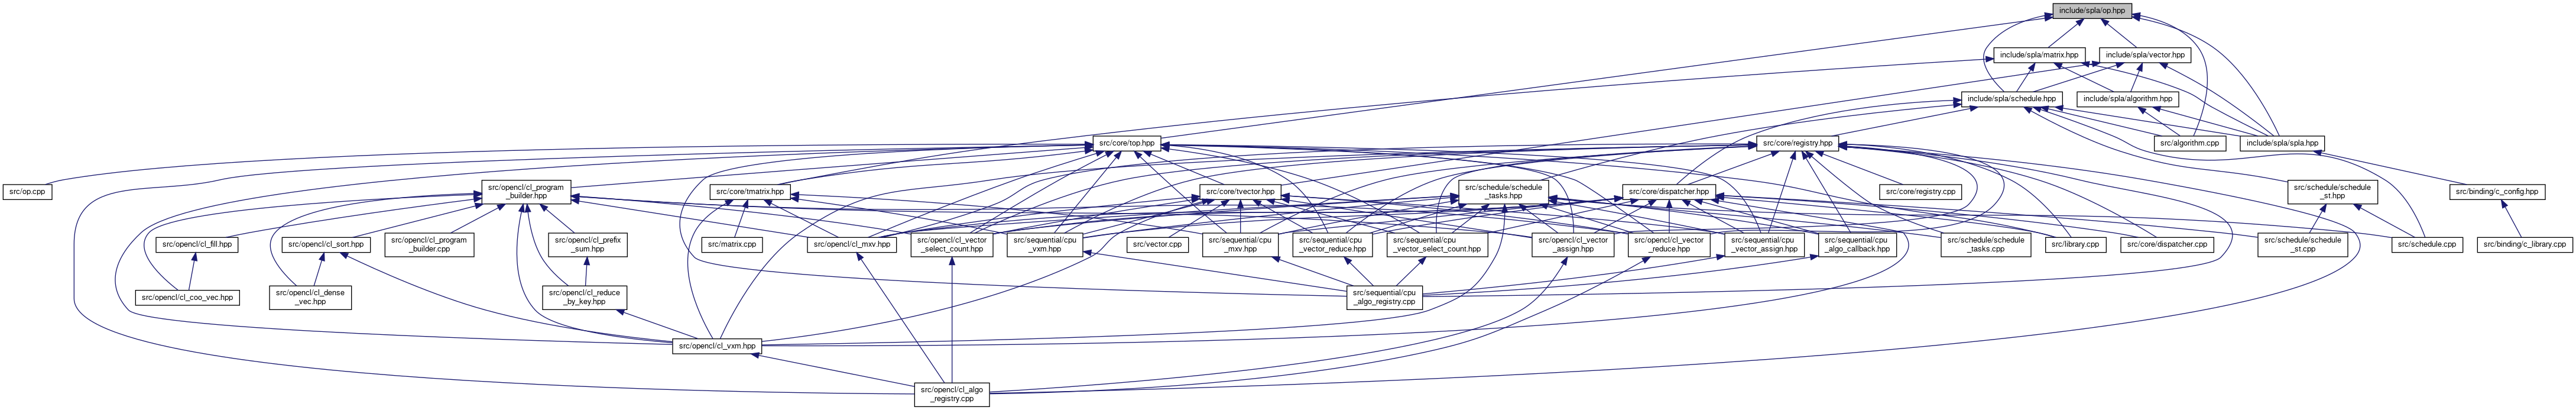 include/spla/op.hpp
include/spla/matrix.hpp
include/spla/vector.hpp
include/spla/schedule.hpp
include/spla/algorithm.hpp
src/core/top.hpp
src/core/registry.hpp
src/algorithm.cpp
include/spla/spla.hpp
src/op.cpp
src/opencl/cl_program
_builder.hpp
src/core/tmatrix.hpp
src/core/tvector.hpp
src/schedule/schedule
_tasks.hpp
src/core/dispatcher.hpp
src/core/registry.cpp
src/schedule/schedule
_st.hpp
src/binding/c_config.hpp
src/opencl/cl_fill.hpp
src/opencl/cl_sort.hpp
src/opencl/cl_program
_builder.cpp
src/opencl/cl_prefix
_sum.hpp
src/matrix.cpp
src/opencl/cl_mxv.hpp
src/opencl/cl_vector
_select_count.hpp
src/sequential/cpu
_vxm.hpp
src/vector.cpp
src/sequential/cpu
_mxv.hpp
src/sequential/cpu
_vector_reduce.hpp
src/sequential/cpu
_vector_select_count.hpp
src/opencl/cl_vector
_assign.hpp
src/opencl/cl_vector
_reduce.hpp
src/sequential/cpu
_vector_assign.hpp
src/sequential/cpu
_algo_callback.hpp
src/schedule/schedule
_tasks.cpp
src/library.cpp
src/core/dispatcher.cpp
src/schedule/schedule
_st.cpp
src/schedule.cpp
src/binding/c_library.cpp
src/opencl/cl_coo_vec.hpp
src/opencl/cl_dense
_vec.hpp
src/opencl/cl_reduce
_by_key.hpp
src/sequential/cpu
_algo_registry.cpp
src/opencl/cl_vxm.hpp
src/opencl/cl_algo
_registry.cpp